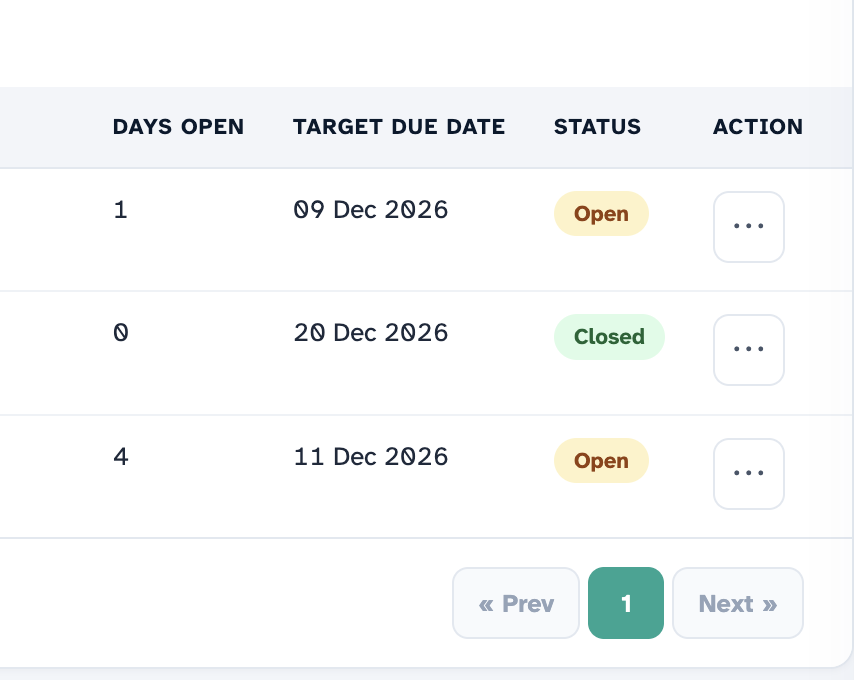 DAYS OPEN TARGET DUE DATE STATUS ACTION
1 09 Dec 2026 Open ...
0 20 Dec 2026 Closed ...
4 11 Dec 2026 Open ...
« Prev 1 Next »